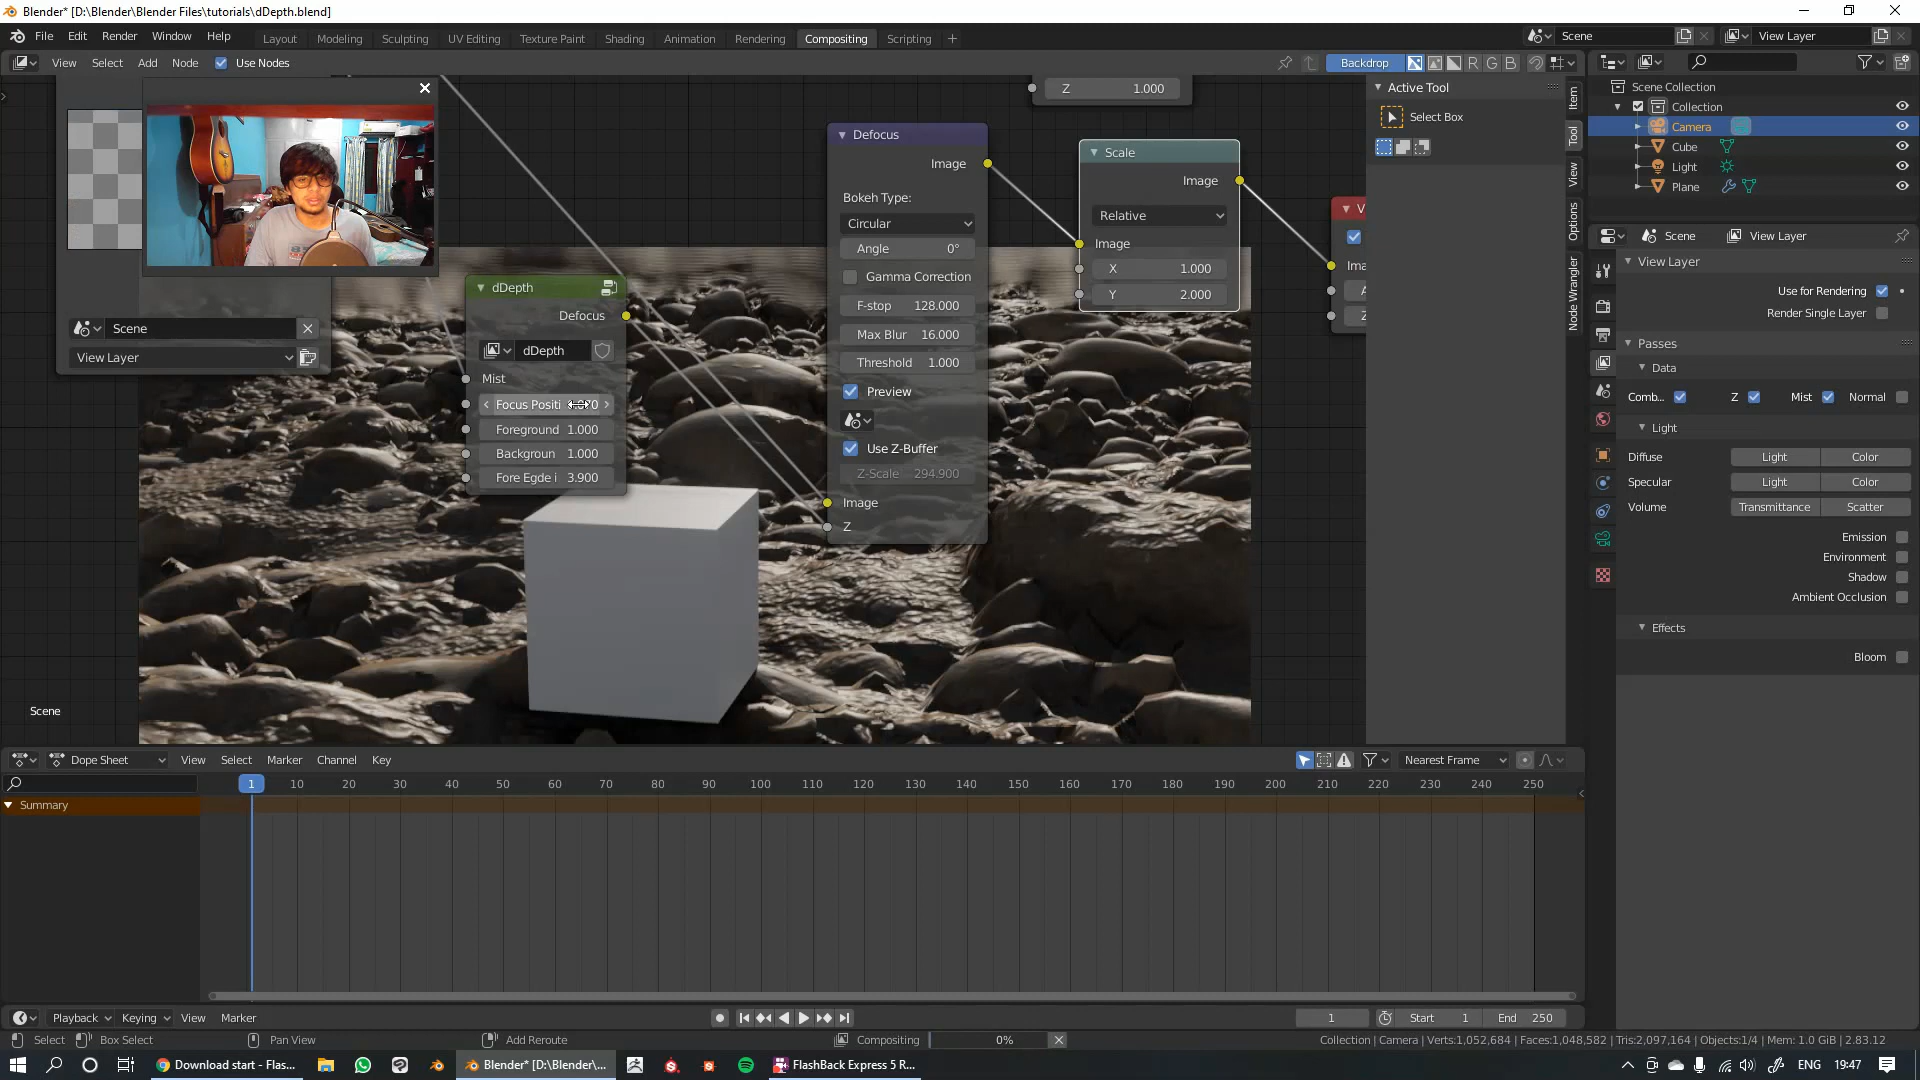 Blender* [D:\Blender\Blender Files\tutorials\dDepth.blend]
File Edit Render Window Help Layout Modeling Sculpting UV Editing Texture Paint Shading Animation Rendering Compositing Scripting + Scene View Layer
View Select Add Node Use Nodes Backdrop R G B
Z 1.000
Active Tool
Select Box
Item
Tool
View
Options
Node Wrangler
Scene Collection
Collection
Camera
Cube
Light
Plane
Defocus
Image
Bokeh Type:
Circular
Angle 0°
Gamma Correction
F-stop 128.000
Max Blur 16.000
Threshold 1.000
Preview
Use Z-Buffer
Z-Scale 294.900
Image
Z
Scale
Image
Relative
Image
X 1.000
Y 2.000
V
Ima
A
Z
Scene
View Layer
dDepth
Defocus
dDepth
Mist
Focus Positi
Foreground 1.000
Backgroun 1.000
Fore Egde i 3.900
Scene
Scene View Layer
View Layer
Use for Rendering
Render Single Layer
Passes
Data
Comb... Z Mist Normal
Light
Diffuse Light Color
Specular Light Color
Volume Transmittance Scatter
Emission
Environment
Shadow
Ambient Occlusion
Effects
Bloom
Dope Sheet View Select Marker Channel Key Nearest Frame
1 10 20 30 40 50 60 70 80 90 100 110 120 130 140 150 160 170 180 190 200 210 220 230 240 250
Summary
Playback Keying View Marker 1 Start 1 End 250
Select Box Select Pan View Add Reroute Compositing 0% Collection | Camera | Verts:1,052,684 | Faces:1,048,582 | Tris:2,097,164 | Objects:1/4 | Mem: 1.0 GiB | 2.83.12
Download start - Flas... Blender* [D:\Blender\... FlashBack Express 5 R... ENG 19:47